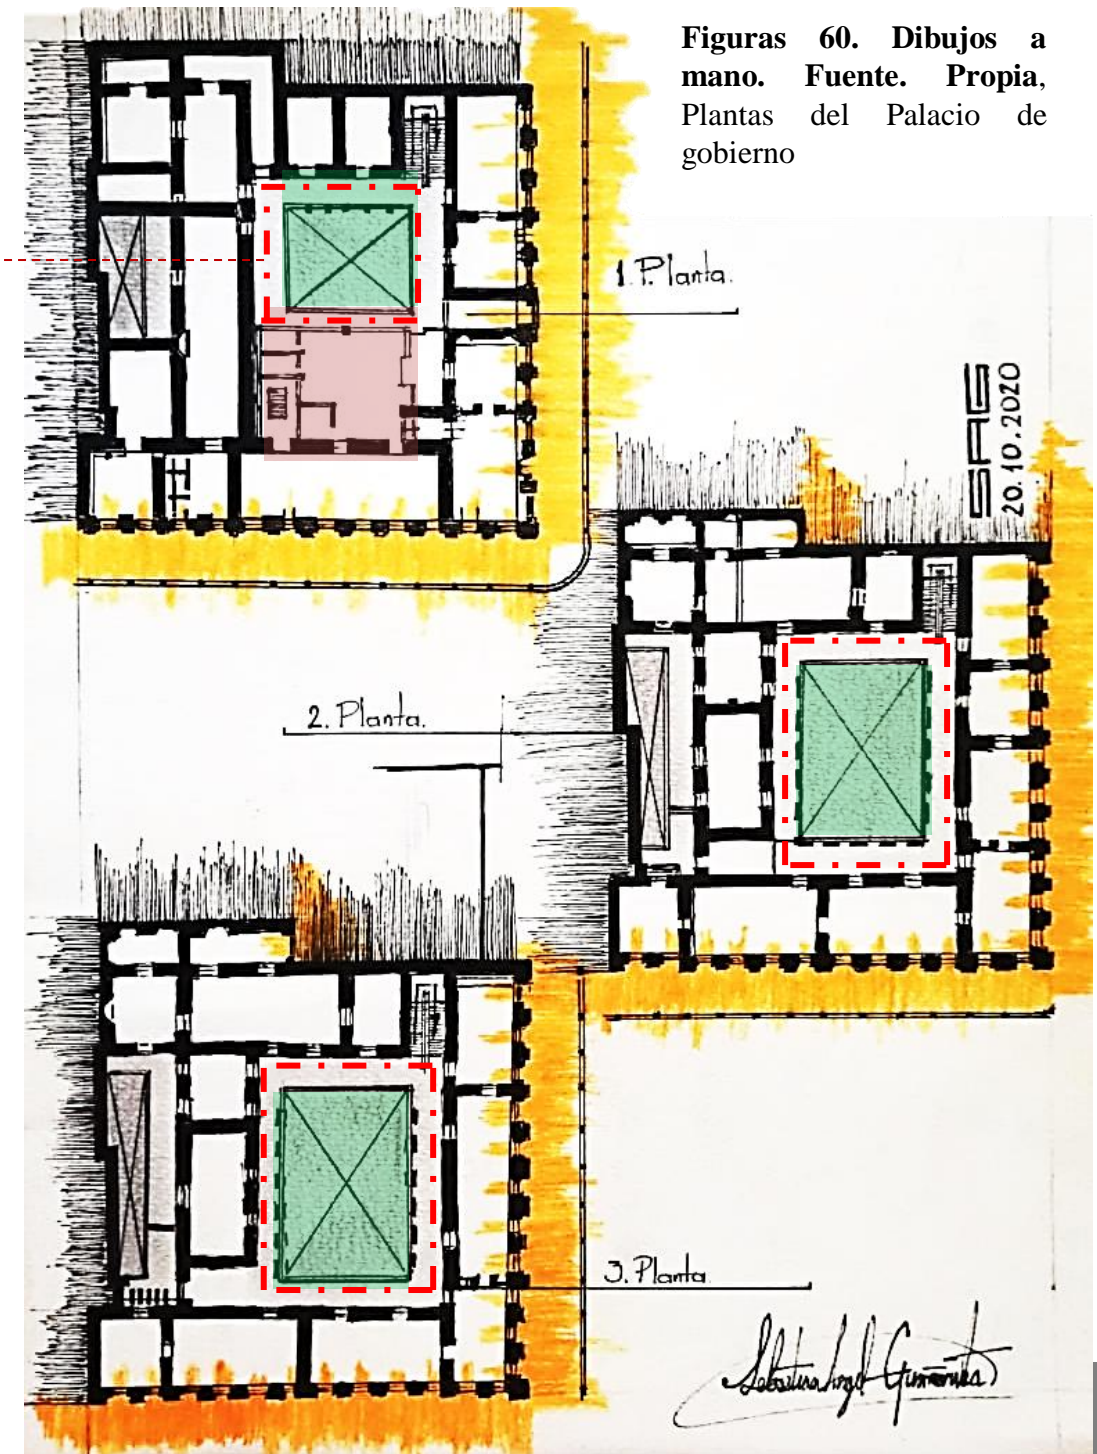 Figuras 60. Dibujos a
mano. Fuente. Propia,
Plantas del Palacio de
gobierno
1. Planta.
SAG
20.10.2020
2. Planta.
3. Planta